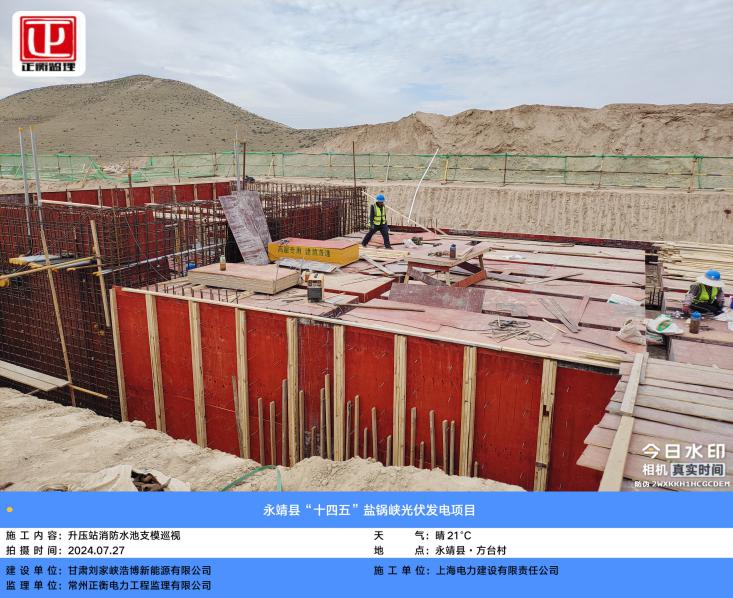 正衡监理
今日水印
相机 真实时间
防伪 2WXKKH1HCGCDEM
永靖县“十四五”盐锅峡光伏发电项目
施工内容：升压站消防水池支模巡视
天 气：晴 21℃
拍摄时间：2024.07.27
地 点：永靖县·方台村
建设单位：甘肃刘家峡浩博新能源有限公司
施工单位：上海电力建设有限责任公司
监理单位：常州正衡电力工程监理有限公司